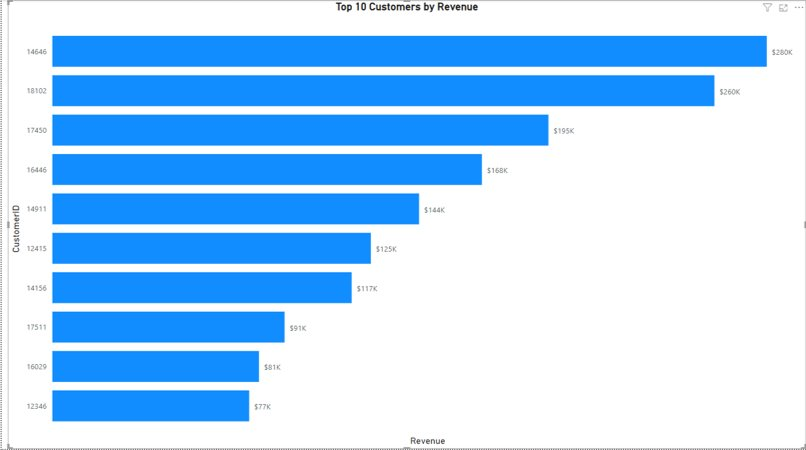 Top 10 Customers by Revenue
14646 $280K
18102 $260K
17450 $195K
16446 $168K
14911 $144K
12415 $125K
14156 $117K
17511 $91K
16029 $81K
12346 $77K
CustomerID
Revenue